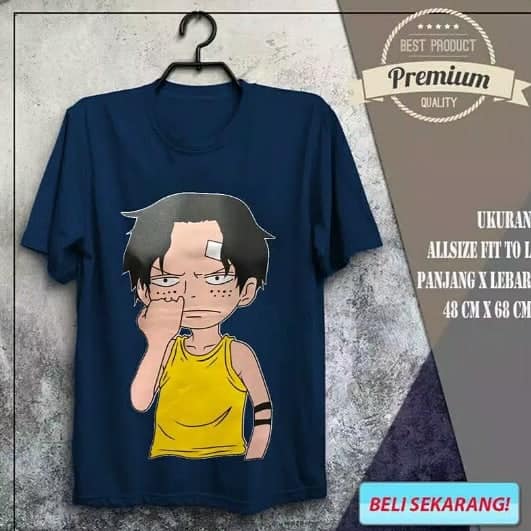 BEST PRODUCT
Premium
QUALITY
UKURAN
ALLSIZE FIT TO L
PANJANG X LEBAR
48 CM X 68 CM
BELI SEKARANG!